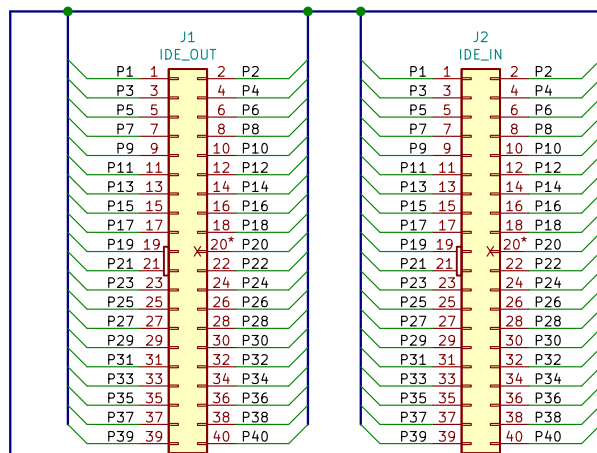 J1 J2
IDE_OUT IDE_IN
P1 1 2 P2 P1 1 2 P2
P3 3 4 P4 P3 3 4 P4
P5 5 6 P6 P5 5 6 P6
P7 7 8 P8 P7 7 8 P8
P9 9 10 P10 P9 9 10 P10
P11 11 12 P12 P11 11 12 P12
P13 13 14 P14 P13 13 14 P14
P15 15 16 P16 P15 15 16 P16
P17 17 18 P18 P17 17 18 P18
P19 19 20* P20 P19 19 20* P20
P21 21 22 P22 P21 21 22 P22
P23 23 24 P24 P23 23 24 P24
P25 25 26 P26 P25 25 26 P26
P27 27 28 P28 P27 27 28 P28
P29 29 30 P30 P29 29 30 P30
P31 31 32 P32 P31 31 32 P32
P33 33 34 P34 P33 33 34 P34
P35 35 36 P36 P35 35 36 P36
P37 37 38 P38 P37 37 38 P38
P39 39 40 P40 P39 39 40 P40